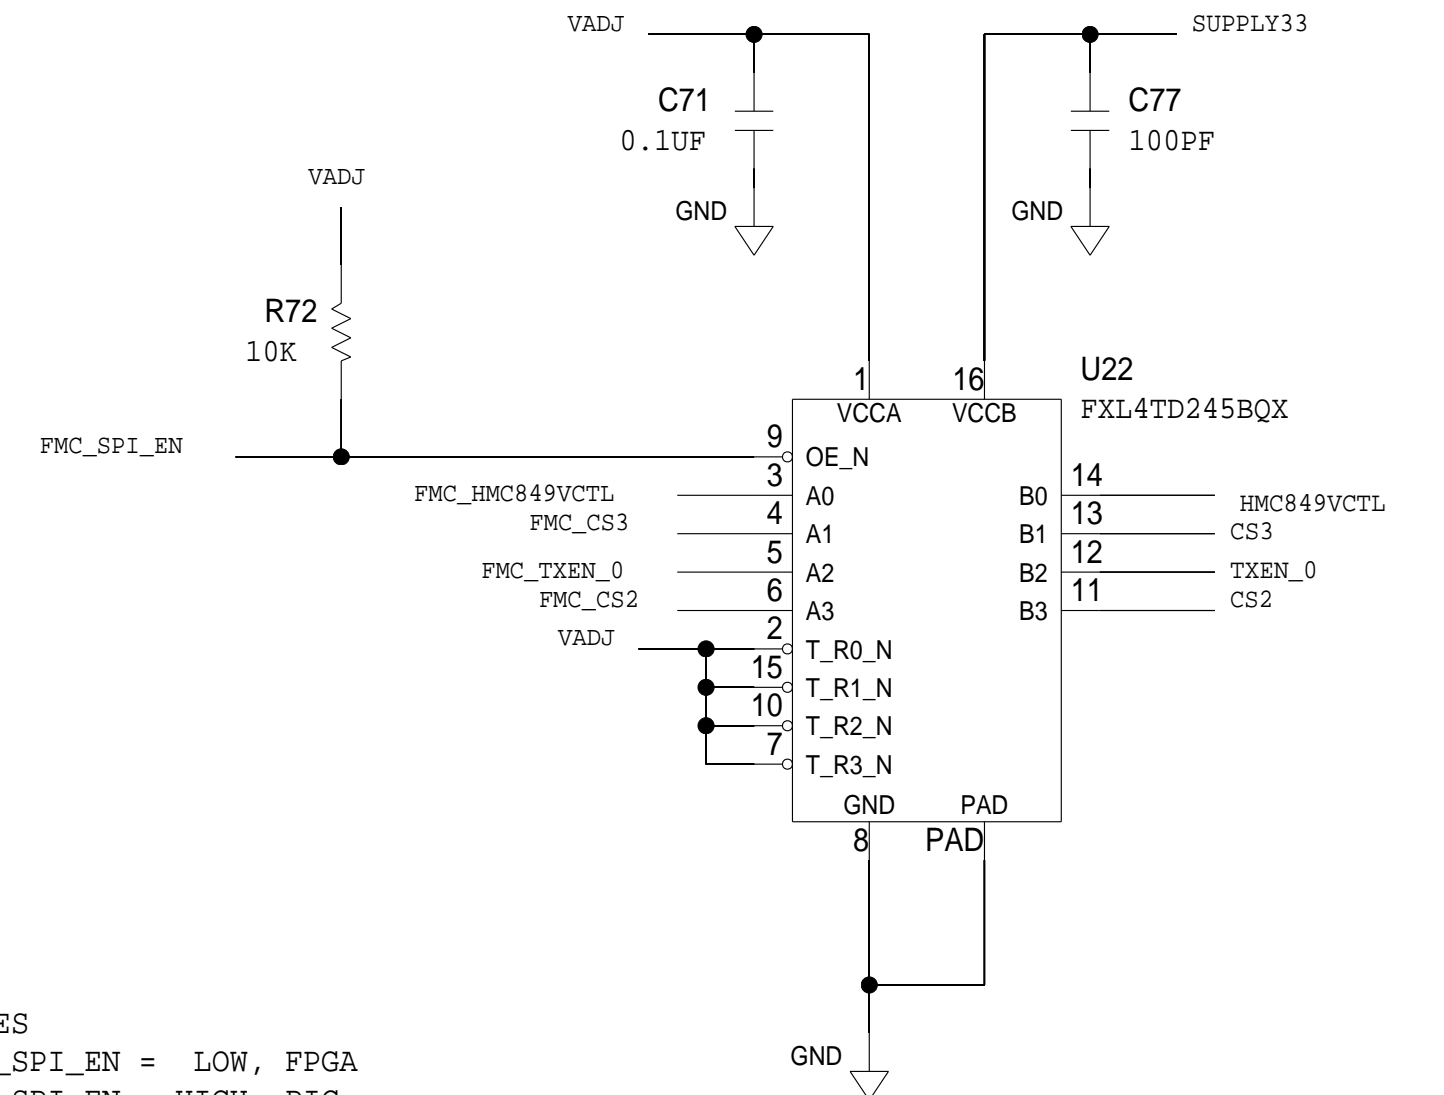 VADJ
SUPPLY33
C71
0.1UF
C77
100PF
VADJ
GND
GND
R72
10K
1
16
U22
FXL4TD245BQX
VCCA
VCCB
FMC_SPI_EN
9
OE_N
3
14
FMC_HMC849VCTL
A0
B0
HMC849VCTL
4
13
FMC_CS3
A1
B1
CS3
5
12
FMC_TXEN_0
A2
B2
TXEN_0
6
11
FMC_CS2
A3
B3
CS2
2
VADJ
T_R0_N
15
T_R1_N
10
T_R2_N
7
T_R3_N
GND
PAD
8
PAD
ES
_SPI_EN = LOW, FPGA
GND